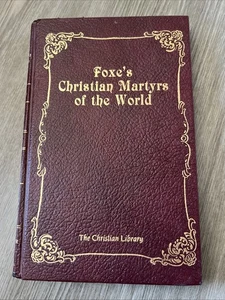 Foxe's
Christian Martyrs
of the World
The Christian Library